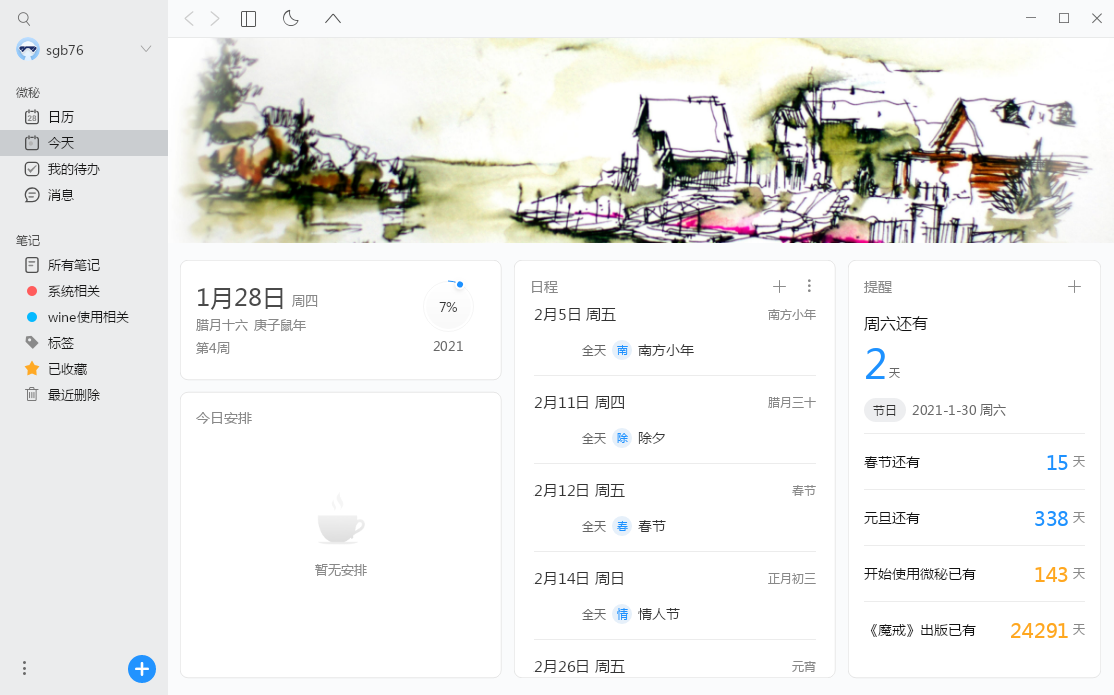 sgb76
微秘
28 日历
今天
我的待办
消息
笔记
所有笔记
系统相关
wine使用相关
标签
已收藏
最近删除
1月28日 周四
腊月十六 庚子鼠年
第4周
7%
2021
今日安排
暂无安排
日程
2月5日 周五 南方小年
全天 南 南方小年
2月11日 周四 腊月三十
全天 除 除夕
2月12日 周五 春节
全天 春 春节
2月14日 周日 正月初三
全天 情 情人节
2月26日 周五 元宵
提醒
周六还有
2天
节日 2021-1-30 周六
春节还有 15 天
元旦还有 338 天
开始使用微秘已有 143 天
《魔戒》出版已有 24291 天